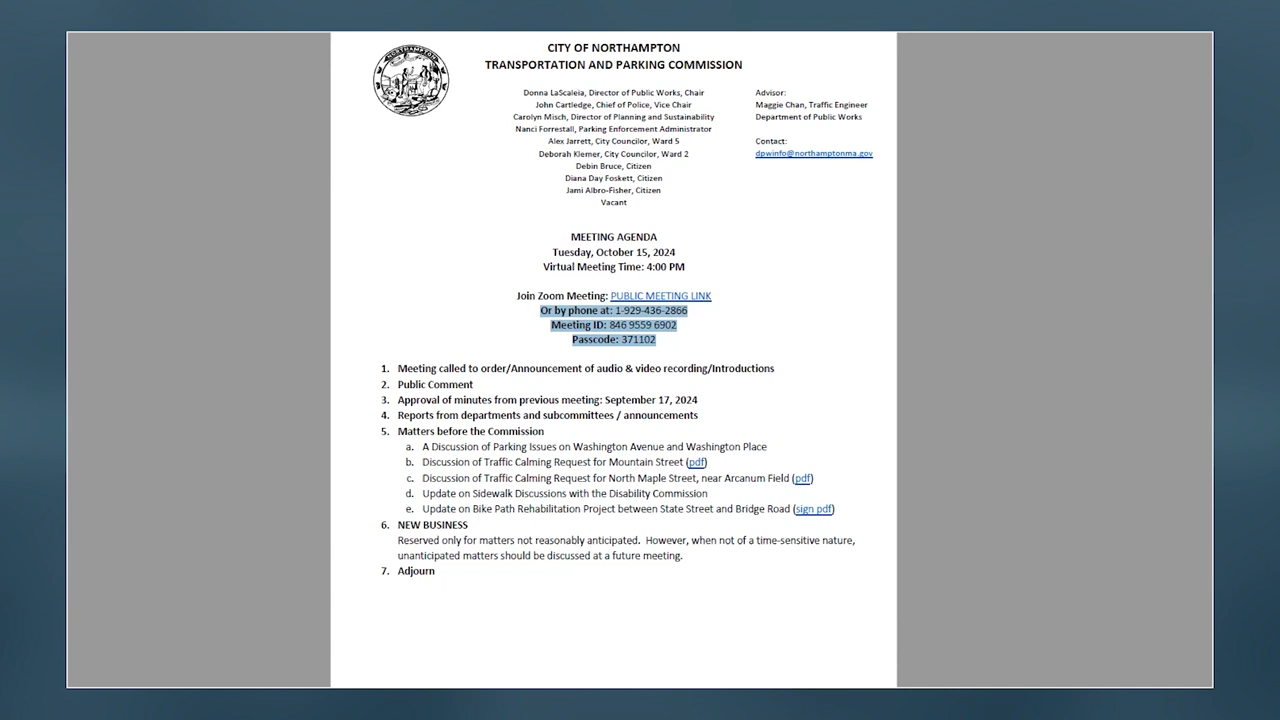 NORTHAMPTON
CITY OF NORTHAMPTON
TRANSPORTATION AND PARKING COMMISSION
Donna LaScaleia, Director of Public Works, Chair
John Cartledge, Chief of Police, Vice Chair
Carolyn Misch, Director of Planning and Sustainability
Nanci Forrestall, Parking Enforcement Administrator
Alex Jarrett, City Councilor, Ward 5
Deborah Klemer, City Councilor, Ward 2
Debin Bruce, Citizen
Diana Day Foskett, Citizen
Jami Albro-Fisher, Citizen
Vacant
Advisor:
Maggie Chan, Traffic Engineer
Department of Public Works
Contact:
dpwinfo@northamptonma.gov
MEETING AGENDA
Tuesday, October 15, 2024
Virtual Meeting Time: 4:00 PM
Join Zoom Meeting: PUBLIC MEETING LINK
Or by phone at: 1-929-436-2866
Meeting ID: 846 9559 6902
Passcode: 371102
1. Meeting called to order/Announcement of audio & video recording/Introductions
2. Public Comment
3. Approval of minutes from previous meeting: September 17, 2024
4. Reports from departments and subcommittees / announcements
5. Matters before the Commission
a. A Discussion of Parking Issues on Washington Avenue and Washington Place
b. Discussion of Traffic Calming Request for Mountain Street (pdf)
c. Discussion of Traffic Calming Request for North Maple Street, near Arcanum Field (pdf)
d. Update on Sidewalk Discussions with the Disability Commission
e. Update on Bike Path Rehabilitation Project between State Street and Bridge Road (sign pdf)
6. NEW BUSINESS
Reserved only for matters not reasonably anticipated. However, when not of a time-sensitive nature,
unanticipated matters should be discussed at a future meeting.
7. Adjourn